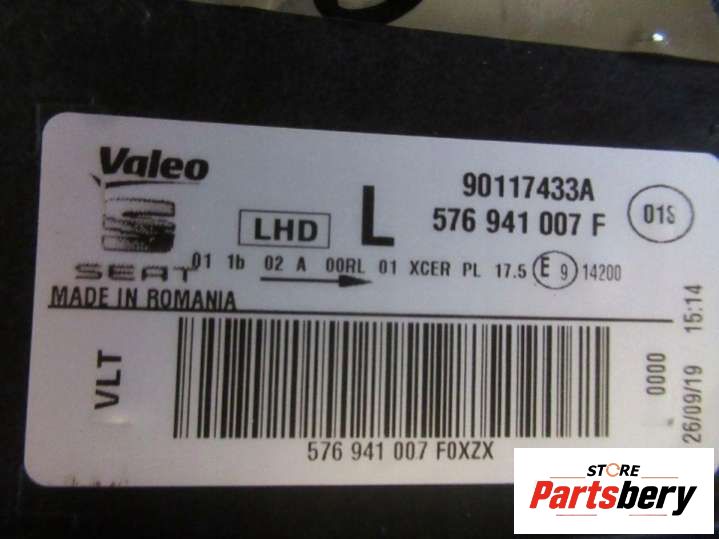 Valeo
SEAT
MADE IN ROMANIA
LHD
L
90117433A
576 941 007 F
01S
01 1b 02 A 00RL 01 XCER PL 17.5 E 9 14200
VLT
576 941 007 F0XZX
0000
26/09/19 15:14
STORE
Partsbery